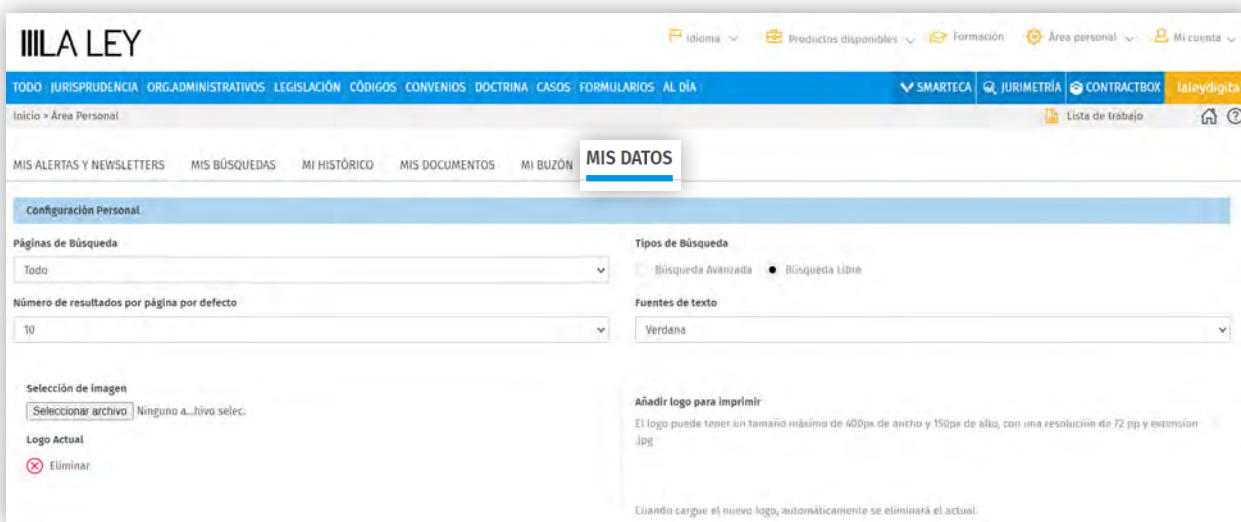 LA LEY
Idioma Productos disponibles Formación Área personal Mi cuenta
TODO JURISPRUDENCIA ORG.ADMINISTRATIVOS LEGISLACIÓN CÓDIGOS CONVENIOS DOCTRINA CASOS FORMULARIOS AL DÍA SMARTECA JURIMETRÍA CONTRACTBOX laleydigita
Inicio > Área Personal Lista de trabajo
MIS ALERTAS Y NEWSLETTERS MIS BÚSQUEDAS MI HISTÓRICO MIS DOCUMENTOS MI BUZÓN MIS DATOS
Configuración Personal
Páginas de Búsqueda Tipos de Búsqueda
Todo Búsqueda Avanzada Búsqueda Libre
Número de resultados por página por defecto Fuentes de texto
10 Verdana
Selección de imagen
Seleccionar archivo Ninguno a...hivo selec.
Añadir logo para imprimir
El logo puede tener un tamaño máximo de 400px de ancho y 150px de alto, con una resolución de 72 pp y extension
.jpg
Logo Actual
Eliminar
Cuando cargue el nuevo logo, automáticamente se eliminará el actual.